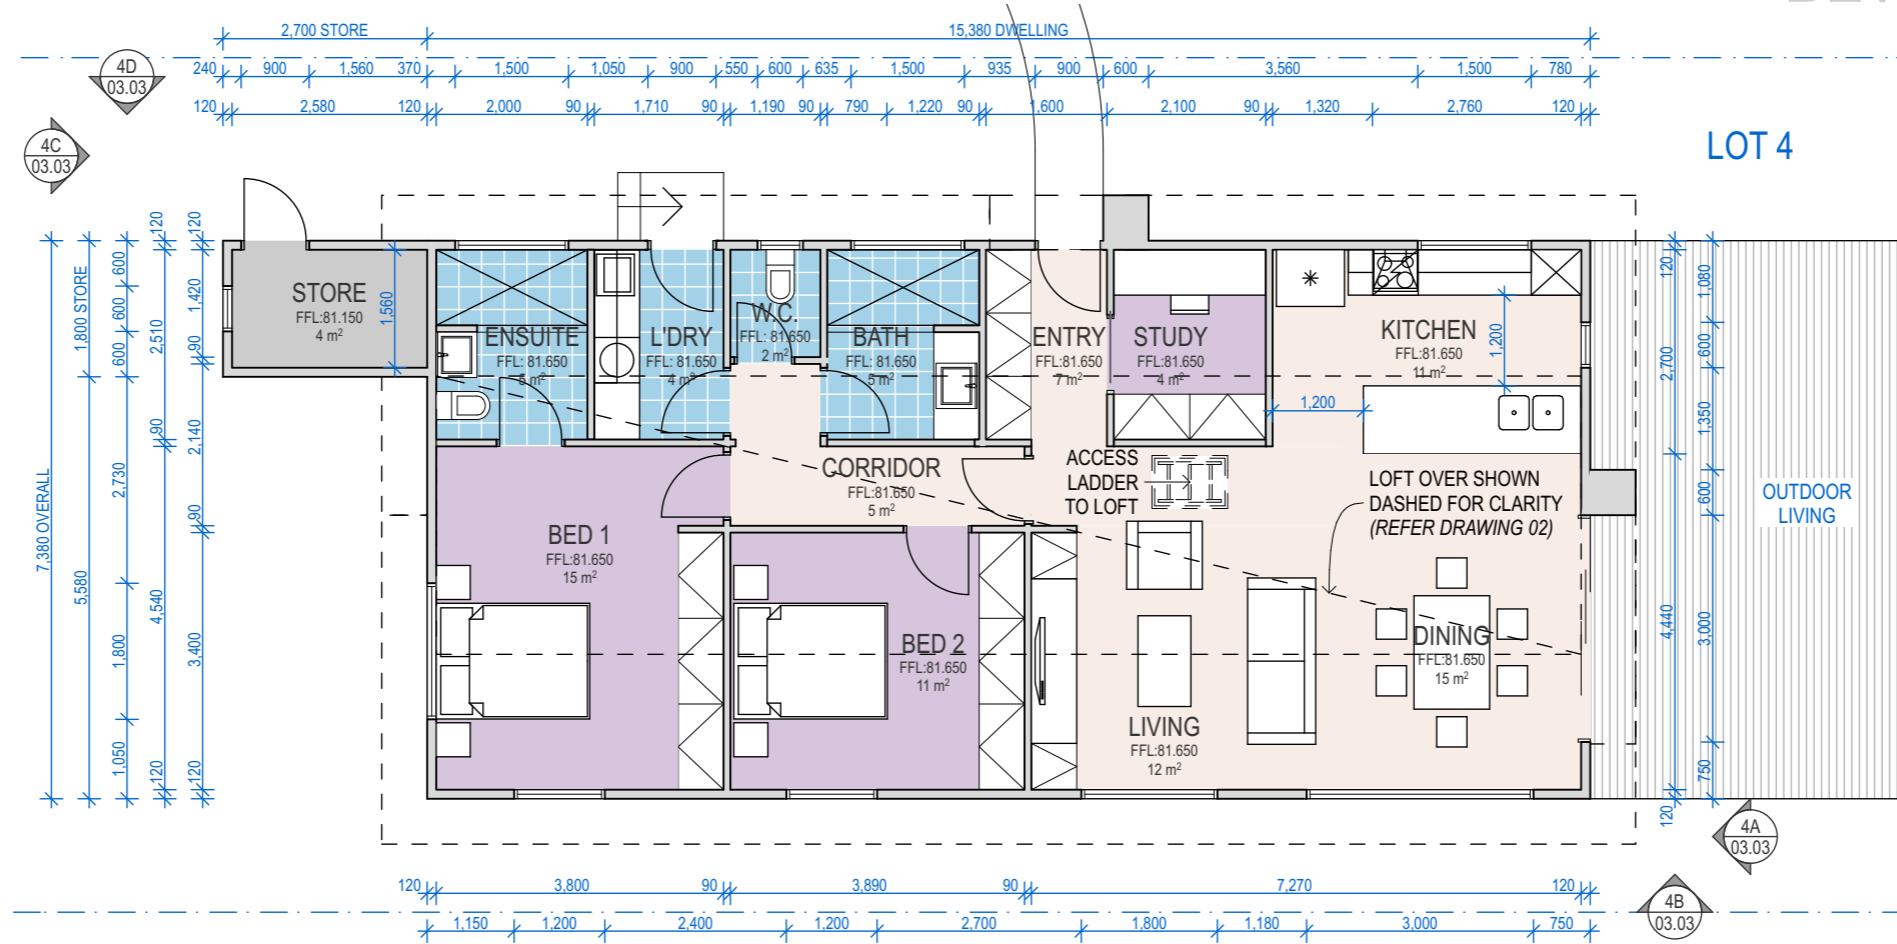 2,700 STORE
15,380 DWELLING
240
900
1,560
370
1,500
1,050
900
550
600
635
1,500
935
900
600
3,560
1,500
780
120
2,580
120
2,000
90
1,710
90
1,190
90
790
1,220
90
1,600
2,100
90
1,320
2,760
120
4D
03.03
4C
03.03
LOT 4
7,380 OVERALL
1,800 STORE
5,580
600
600
600
2,730
1,800
1,050
120
2,510
90
4,540
120
120
1,420
90
2,140
90
3,400
120
STORE
FFL:81.150
4 m²
1,560
ENSUITE
FFL: 81.650
5 m²
L'DRY
FFL: 81.650
4 m²
W.C.
FFL: 81.650
2 m²
BATH
FFL: 81.650
5 m²
ENTRY
FFL:81.650
7 m²
STUDY
FFL:81.650
4 m²
KITCHEN
FFL:81.650
11 m²
1,200
1,200
CORRIDOR
FFL:81.650
5 m²
ACCESS
LADDER
TO LOFT
LOFT OVER SHOWN
DASHED FOR CLARITY
(REFER DRAWING 02)
BED 1
FFL:81.650
15 m²
BED 2
FFL:81.650
11 m²
LIVING
FFL:81.650
12 m²
DINING
FFL:81.650
15 m²
OUTDOOR
LIVING
120
2,700
4,440
120
1,080
600
1,350
600
3,000
750
4A
03.03
4B
03.03
120
3,800
90
3,890
90
7,270
120
1,150
1,200
2,400
1,200
2,700
1,800
1,180
3,000
750